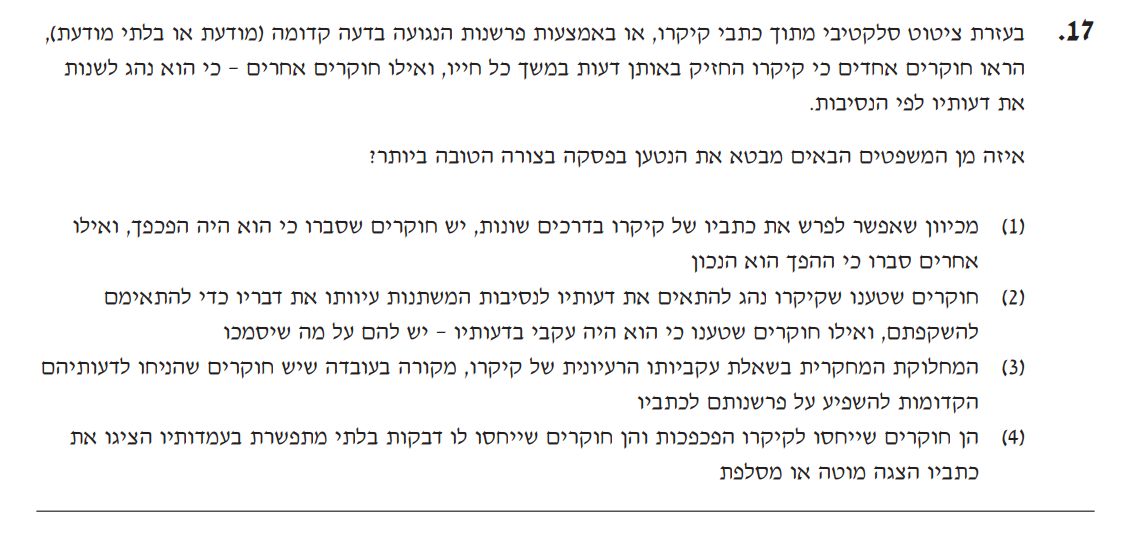 17. בעזרת ציטוט סלקטיבי מתוך כתבי קיקרו, או באמצעות פרשנות הנגועה בדעה קדומה (מודעת או בלתי מודעת),
הראו חוקרים אחדים כי קיקרו החזיק באותן דעות במשך כל חייו, ואילו חוקרים אחרים – כי הוא נהג לשנות
את דעותיו לפי הנסיבות.
איזה מן המשפטים הבאים מבטא את הנטען בפסקה בצורה הטובה ביותר?
(1) מכיוון שאפשר לפרש את כתביו של קיקרו בדרכים שונות, יש חוקרים שסברו כי הוא היה הפכפך, ואילו
אחרים סברו כי ההפך הוא הנכון
(2) חוקרים שטענו שקיקרו נהג להתאים את דעותיו לנסיבות המשתנות עיוותו את דבריו כדי להתאימם
להשקפתם, ואילו חוקרים שטענו כי הוא היה עקבי בדעותיו – יש להם על מה שיסמכו
(3) המחלוקת המחקרית בשאלת עקביותו הרעיונית של קיקרו, מקורה בעובדה שיש חוקרים שהניחו לדעותיהם
הקדומות להשפיע על פרשנותם לכתביו
(4) הן חוקרים שייחסו לקיקרו הפכפכות והן חוקרים שייחסו לו דבקות בלתי מתפשרת בעמדותיו הציגו את
כתביו הצגה מוטה או מסלפת